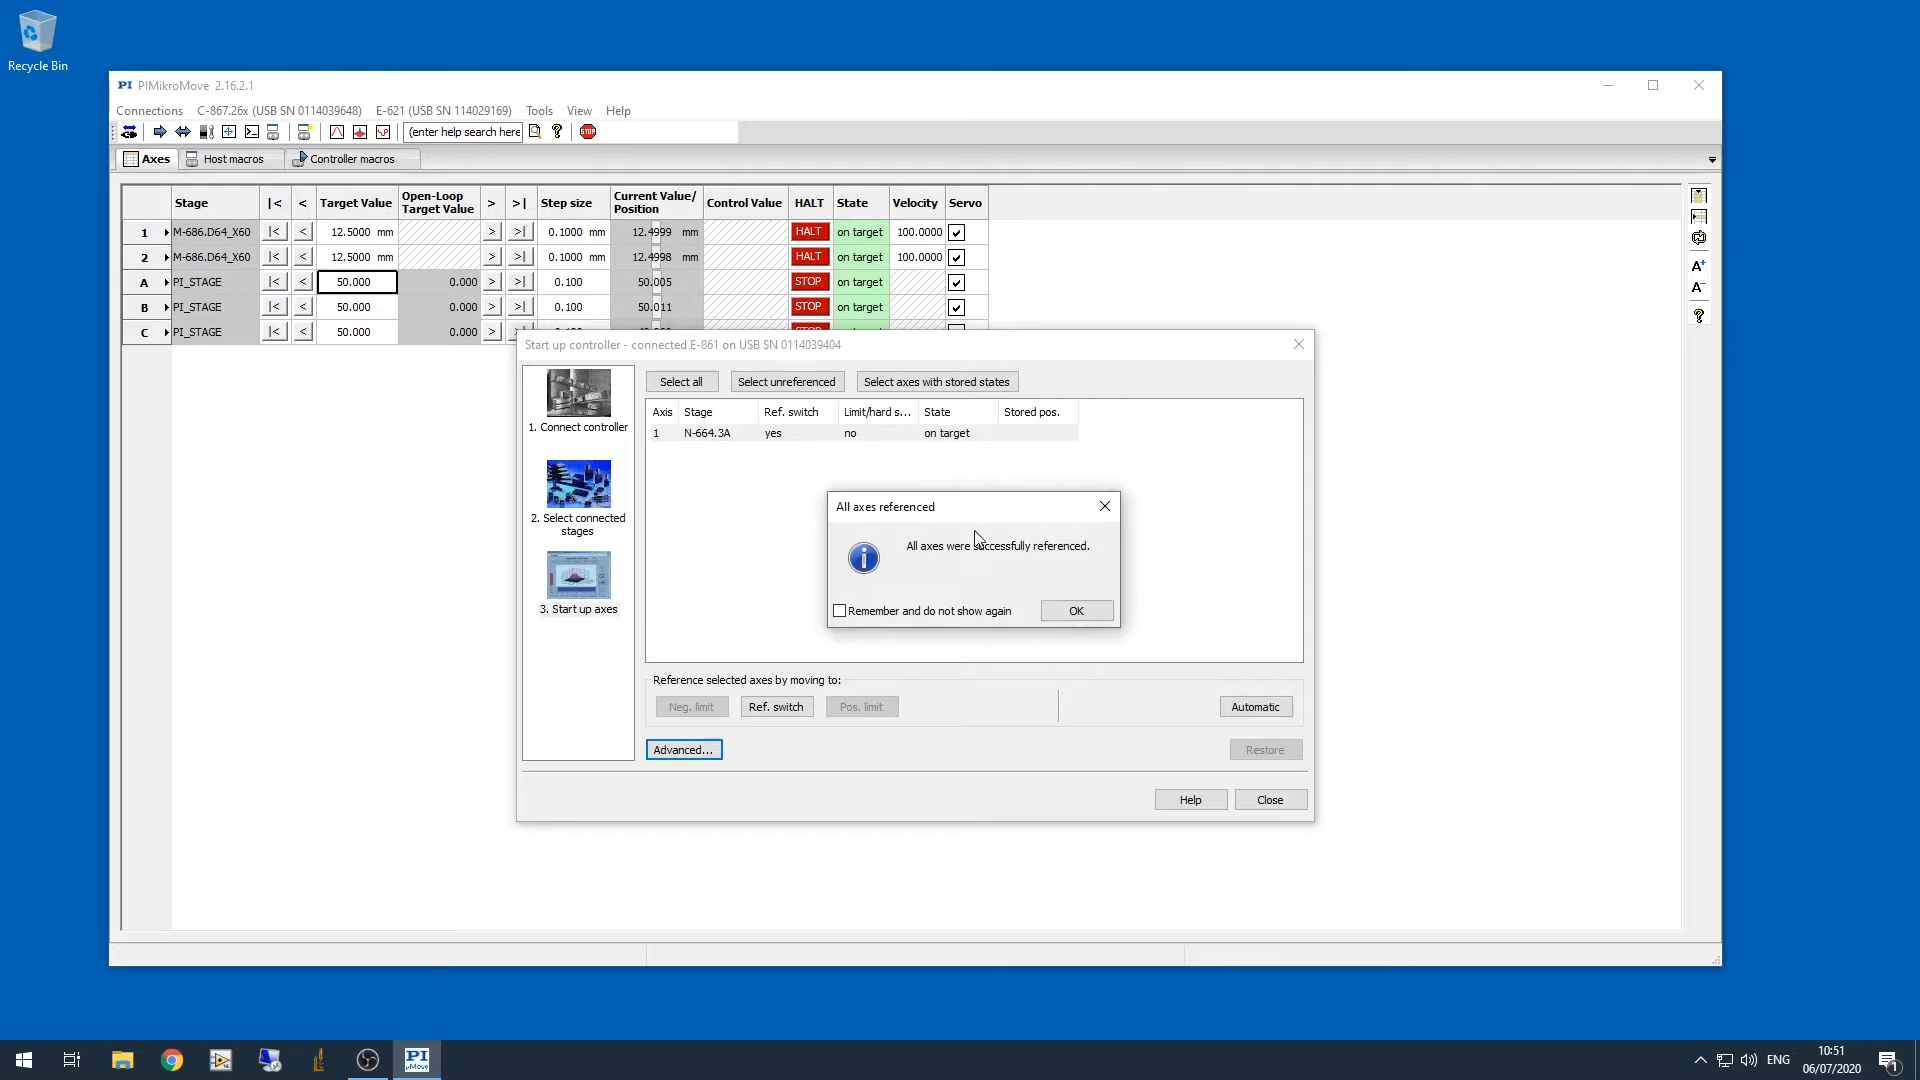 Recycle Bin
PI PIMikroMove 2.16.2.1
Connections C-867.26x (USB SN 0114039648) E-621 (USB SN 114029169) Tools View Help
(enter help search here STOP
Axes Host macros Controller macros
Stage |< < Target Value Open-Loop Target Value > >| Step size Current Value/ Position Control Value HALT State Velocity Servo
1 M-686.D64_X60 |< < 12.5000 mm > >| 0.1000 mm 12.4999 mm HALT on target 100.0000
2 M-686.D64_X60 |< < 12.5000 mm > >| 0.1000 mm 12.4998 mm HALT on target 100.0000
A PI_STAGE |< < 50.000 0.000 > >| 0.100 50.005 STOP on target
B PI_STAGE |< < 50.000 0.000 > >| 0.100 50.011 STOP on target
C PI_STAGE |< < 50.000 0.000 >
A+
A-
Start up controller - connected E-861 on USB SN 0114039404
1. Connect controller
2. Select connected
stages
3. Start up axes
Select all Select unreferenced Select axes with stored states
Axis Stage Ref. switch Limit/hard s... State Stored pos.
1 N-664.3A yes no on target
All axes referenced
All axes were successfully referenced.
Remember and do not show again OK
Reference selected axes by moving to:
Neg. limit Ref. switch Pos. limit Automatic
Advanced... Restore
Help Close
PI
µMove
ENG 10:51
06/07/2020
1